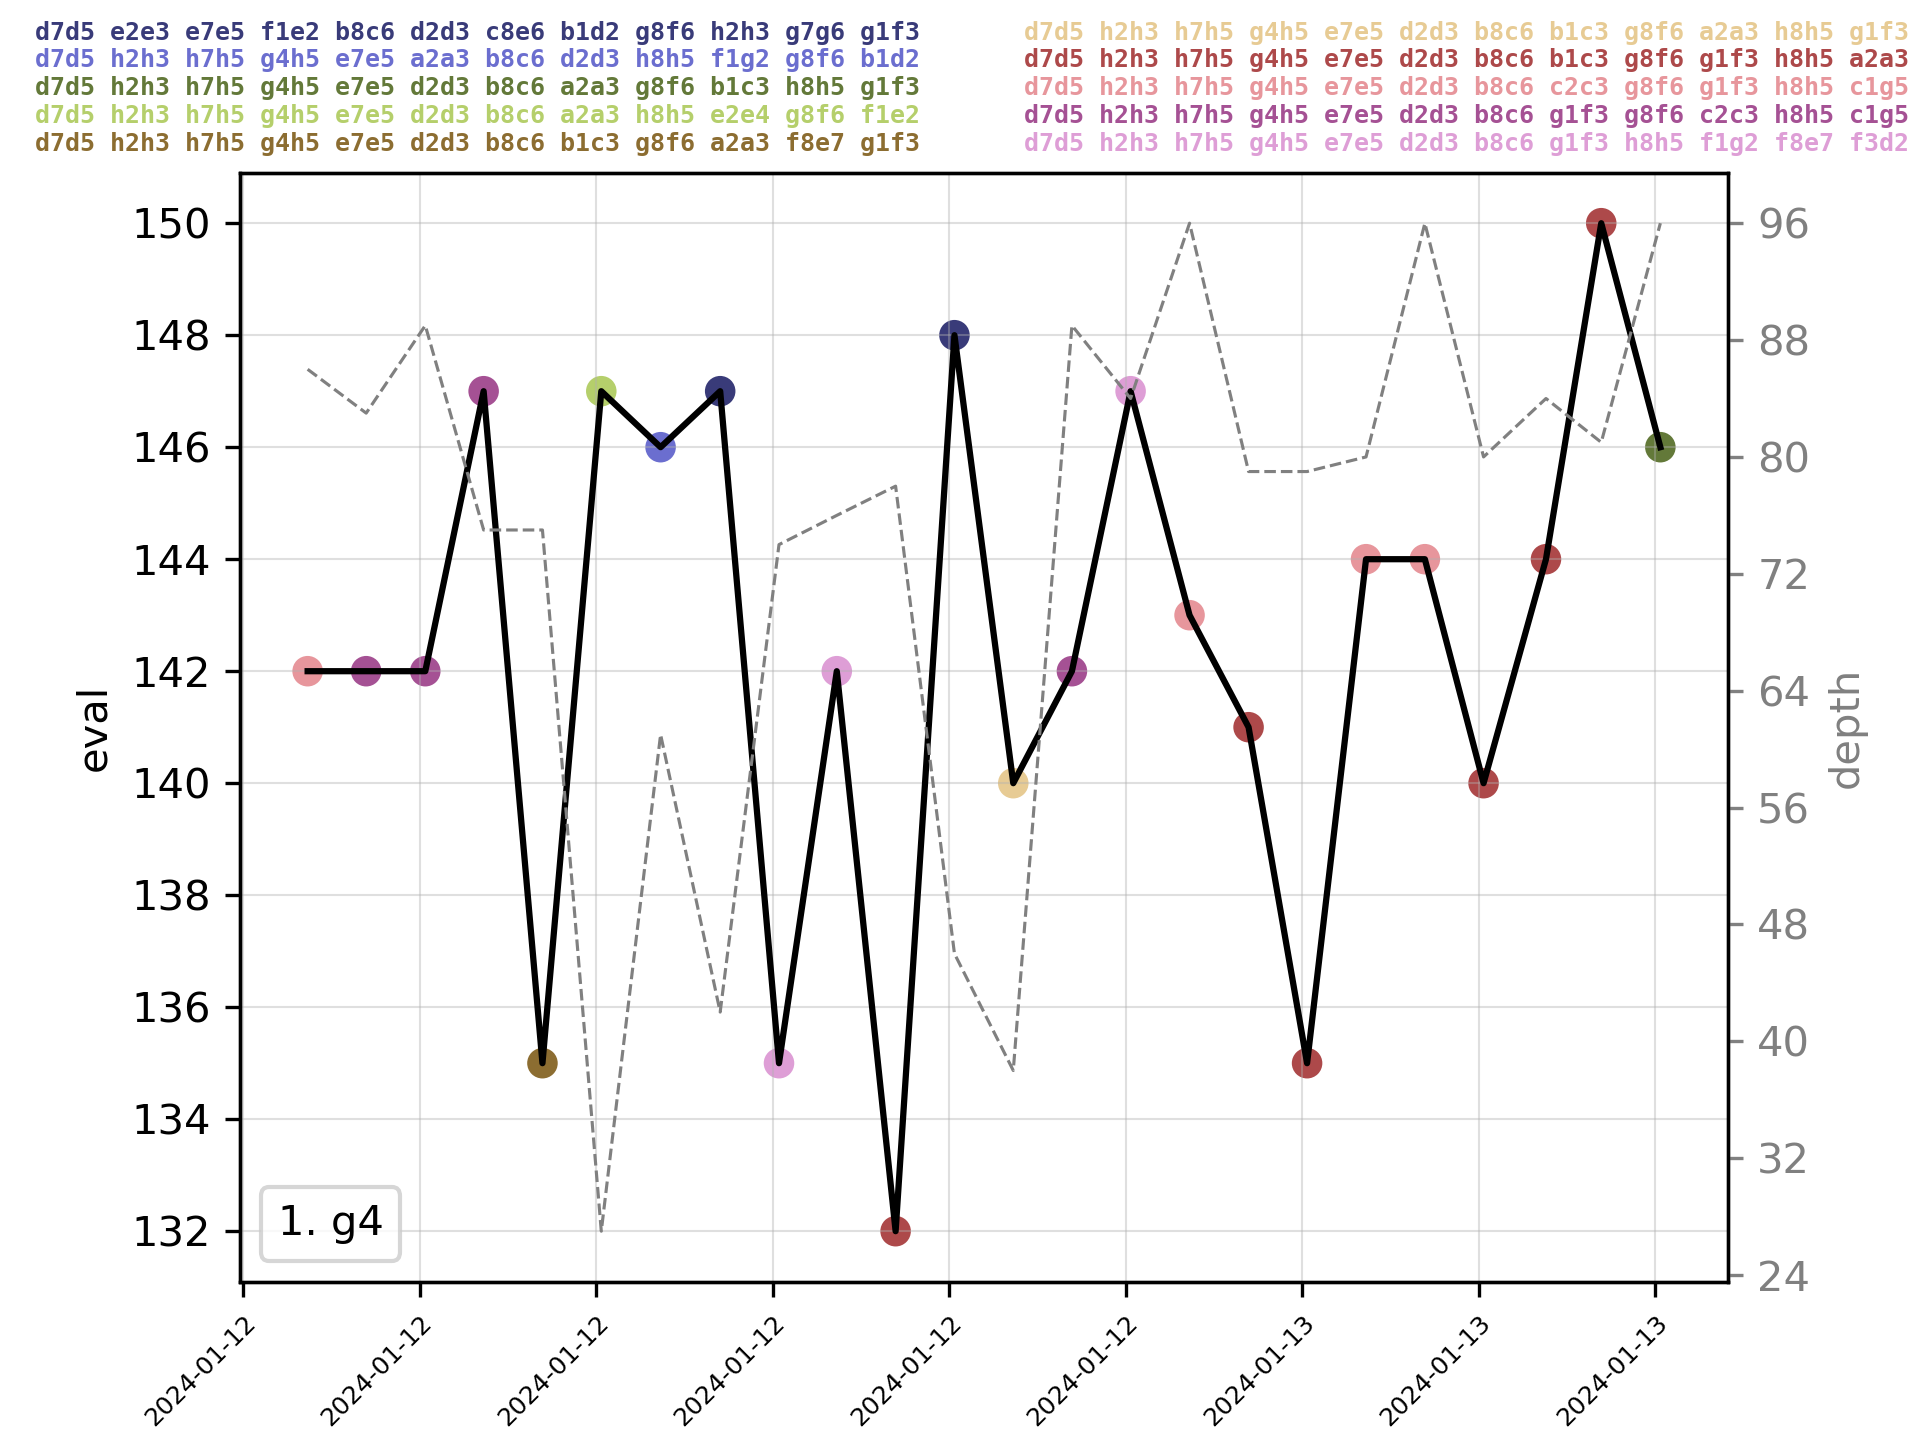 d7d5 e2e3 e7e5 f1e2 b8c6 d2d3 c8e6 b1d2 g8f6 h2h3 g7g6 g1f3
d7d5 h2h3 h7h5 g4h5 e7e5 a2a3 b8c6 d2d3 h8h5 f1g2 g8f6 b1d2
d7d5 h2h3 h7h5 g4h5 e7e5 d2d3 b8c6 a2a3 g8f6 b1c3 h8h5 g1f3
d7d5 h2h3 h7h5 g4h5 e7e5 d2d3 b8c6 a2a3 h8h5 e2e4 g8f6 f1e2
d7d5 h2h3 h7h5 g4h5 e7e5 d2d3 b8c6 b1c3 g8f6 a2a3 f8e7 g1f3
d7d5 h2h3 h7h5 g4h5 e7e5 d2d3 b8c6 b1c3 g8f6 a2a3 h8h5 g1f3
d7d5 h2h3 h7h5 g4h5 e7e5 d2d3 b8c6 b1c3 g8f6 g1f3 h8h5 a2a3
d7d5 h2h3 h7h5 g4h5 e7e5 d2d3 b8c6 c2c3 g8f6 g1f3 h8h5 c1g5
d7d5 h2h3 h7h5 g4h5 e7e5 d2d3 b8c6 g1f3 g8f6 c2c3 h8h5 c1g5
d7d5 h2h3 h7h5 g4h5 e7e5 d2d3 b8c6 g1f3 h8h5 f1g2 f8e7 f3d2
eval
150
148
146
144
142
140
138
136
134
132
1. g4
96
88
80
72
64
56
48
40
32
24
depth
2024-01-12
2024-01-12
2024-01-12
2024-01-12
2024-01-12
2024-01-12
2024-01-13
2024-01-13
2024-01-13